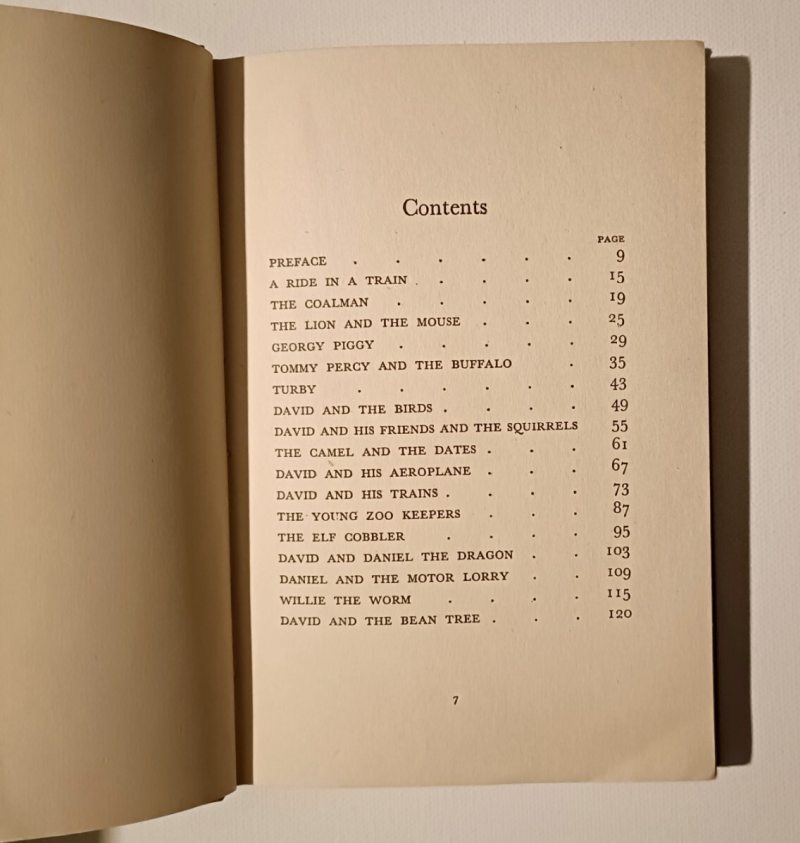 Contents
PAGE
PREFACE . . . . . . 9
A RIDE IN A TRAIN . . . . . 15
THE COALMAN . . . . . 19
THE LION AND THE MOUSE . . . 25
GEORGY PIGGY . . . . . 29
TOMMY PERCY AND THE BUFFALO . 35
TURBY . . . . . . 43
DAVID AND THE BIRDS . . . . 49
DAVID AND HIS FRIENDS AND THE SQUIRRELS 55
THE CAMEL AND THE DATES . . . 61
DAVID AND HIS AEROPLANE . . . 67
DAVID AND HIS TRAINS . . . . 73
THE YOUNG ZOO KEEPERS . . . 87
THE ELF COBBLER . . . . 95
DAVID AND DANIEL THE DRAGON . . 103
DANIEL AND THE MOTOR LORRY . . 109
WILLIE THE WORM . . . . 115
DAVID AND THE BEAN TREE . . . 120
7